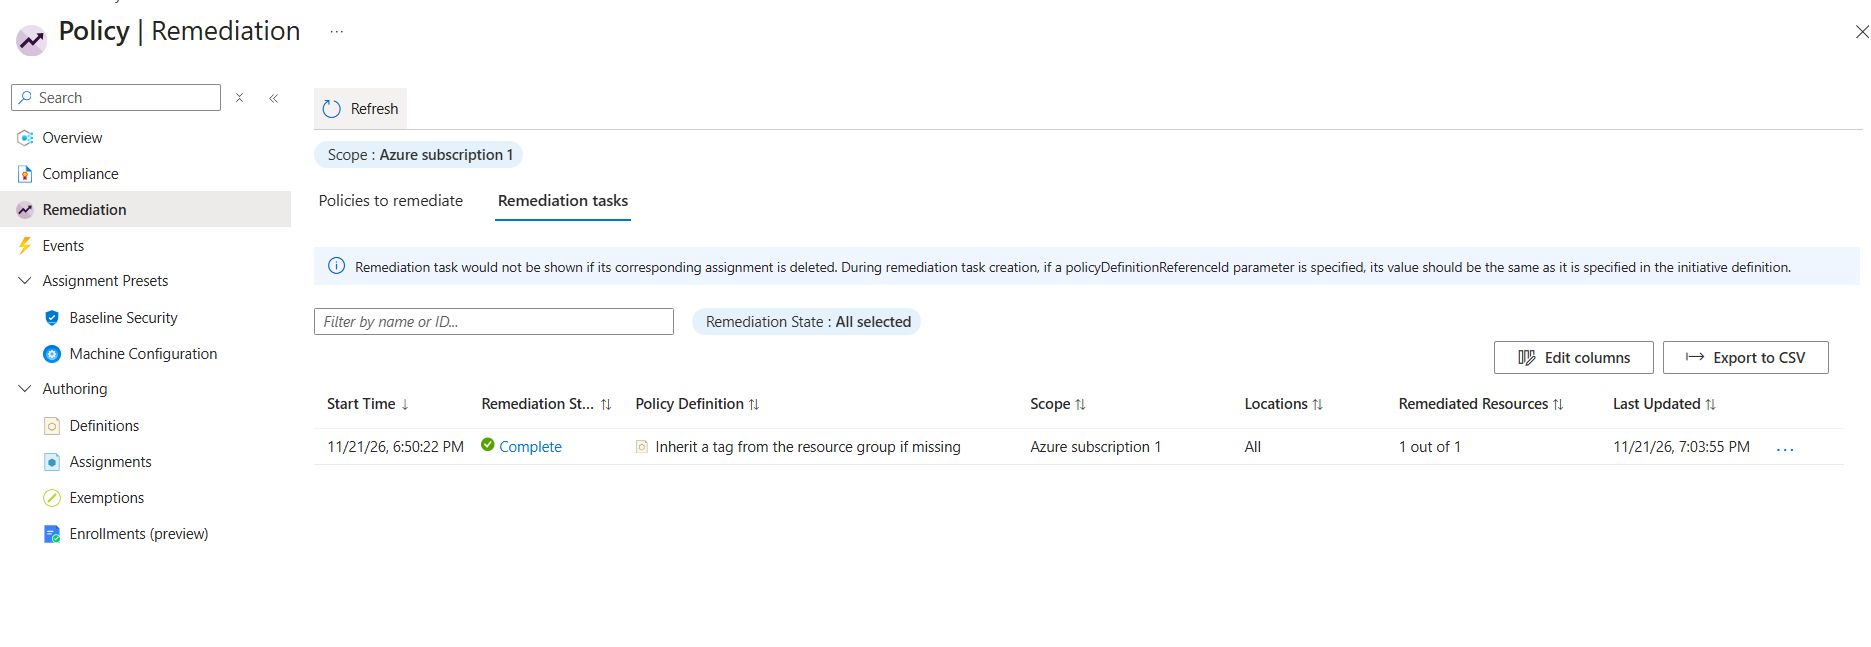 Policy | Remediation ...
Search
Overview
Compliance
Remediation
Events
Assignment Presets
Baseline Security
Machine Configuration
Authoring
Definitions
Assignments
Exemptions
Enrollments (preview)
Refresh
Scope : Azure subscription 1
Policies to remediate Remediation tasks
Remediation task would not be shown if its corresponding assignment is deleted. During remediation task creation, if a policyDefinitionReferenceId parameter is specified, its value should be the same as it is specified in the initiative definition.
Filter by name or ID... Remediation State : All selected
Edit columns Export to CSV
Start Time Remediation St... Policy Definition Scope Locations Remediated Resources Last Updated
11/21/26, 6:50:22 PM Complete Inherit a tag from the resource group if missing Azure subscription 1 All 1 out of 1 11/21/26, 7:03:55 PM ...